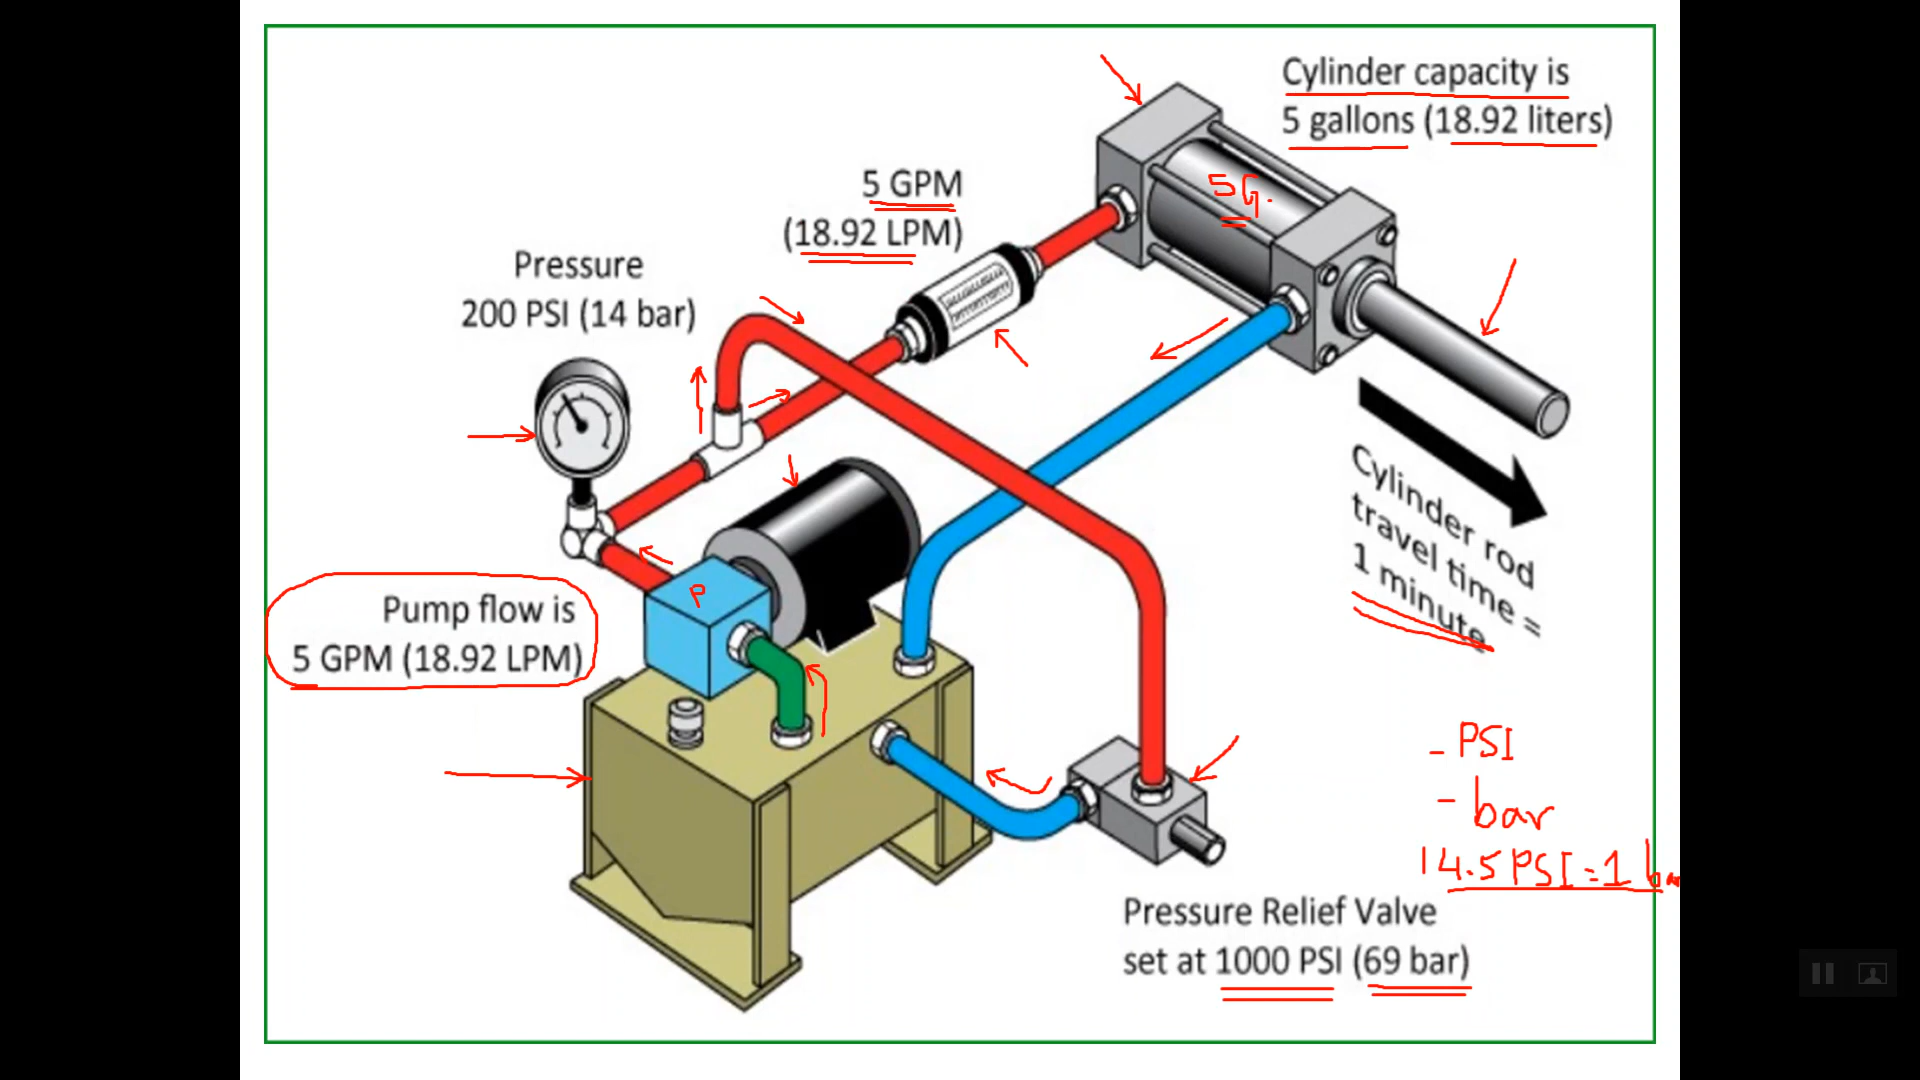 Cylinder capacity is
5 gallons (18.92 liters)
5 G.
5 GPM
(18.92 LPM)
Pressure
200 PSI (14 bar)
Cylinder rod
travel time =
1 minute
P
Pump flow is
5 GPM (18.92 LPM)
- PSI
- bar
14.5 PSI = 1 bar
Pressure Relief Valve
set at 1000 PSI (69 bar)